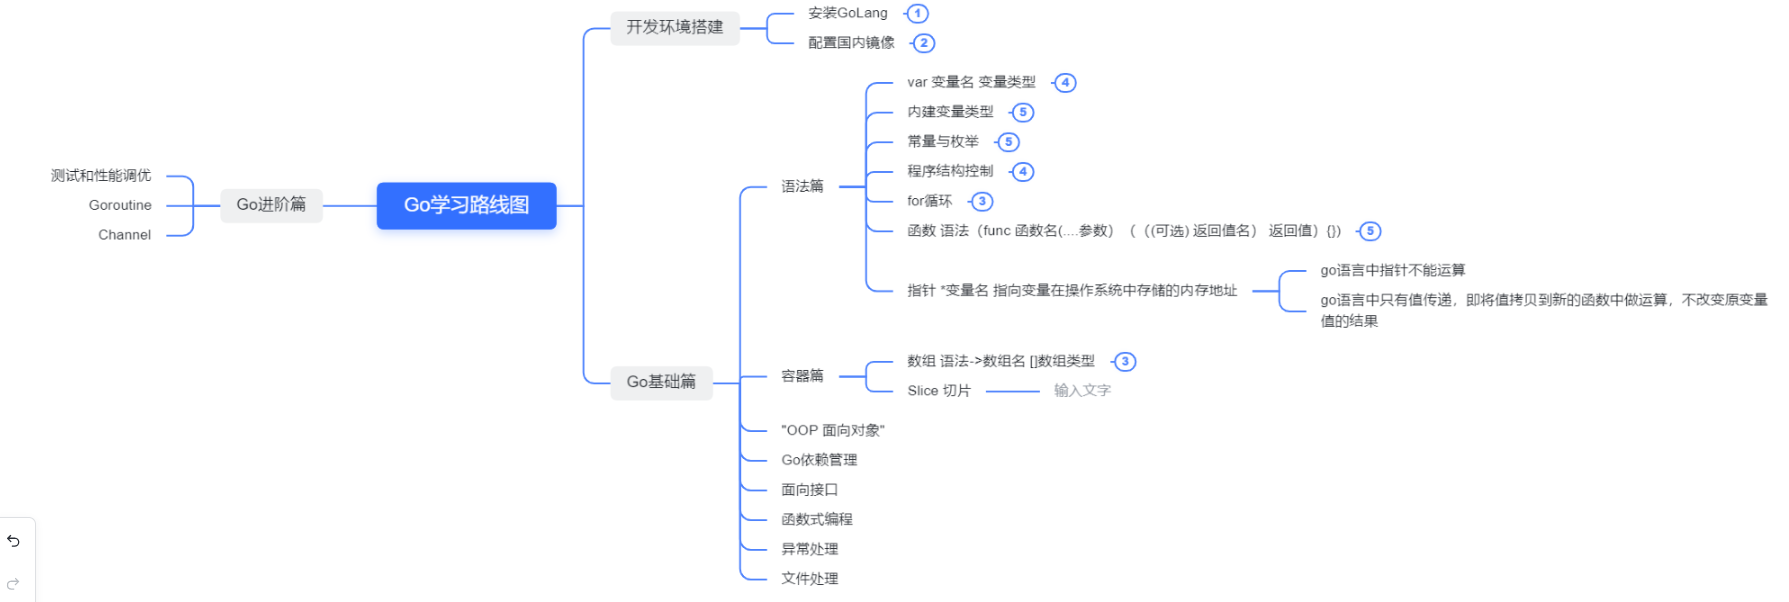 Go学习路线图
开发环境搭建
安装GoLang
1
配置国内镜像
2
Go基础篇
语法篇
var 变量名 变量类型
4
内建变量类型
5
常量与枚举
5
程序结构控制
4
for循环
3
函数 语法（func 函数名(....参数）（（(可选) 返回值名） 返回值）{}）
5
指针 *变量名 指向变量在操作系统中存储的内存地址
go语言中指针不能运算
go语言中只有值传递，即将值拷贝到新的函数中做运算，不改变原变量
值的结果
容器篇
数组 语法->数组名 []数组类型
3
Slice 切片
输入文字
"OOP 面向对象"
Go依赖管理
面向接口
函数式编程
异常处理
文件处理
Go进阶篇
测试和性能调优
Goroutine
Channel